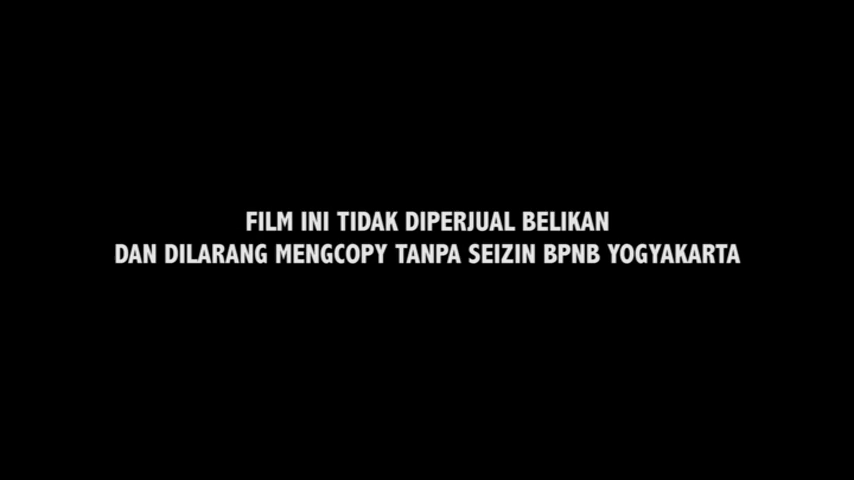 FILM INI TIDAK DIPERJUAL BELIKAN
DAN DILARANG MENGCOPY TANPA SEIZIN BPNB YOGYAKARTA